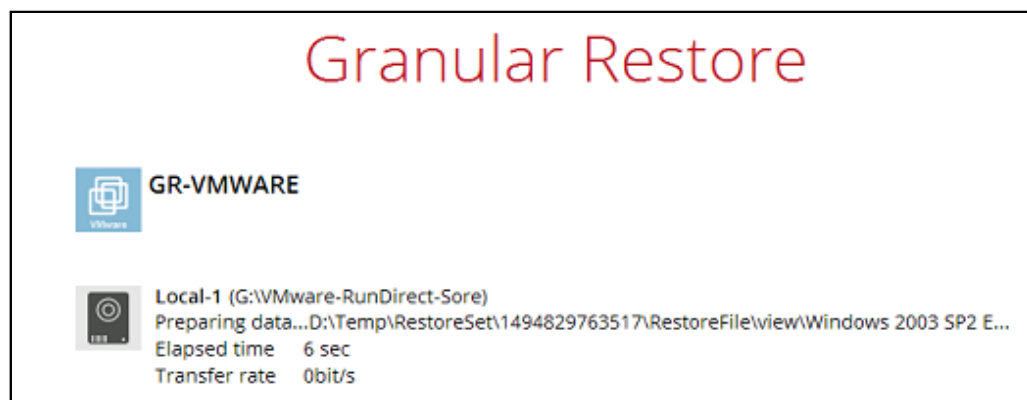 Granular Restore
GR-VMWARE
VMware
Local-1 (G:\VMware-RunDirect-Sore)
Preparing data...D:\Temp\RestoreSet\1494829763517\RestoreFile\view\Windows 2003 SP2 E...
Elapsed time 6 sec
Transfer rate 0bit/s